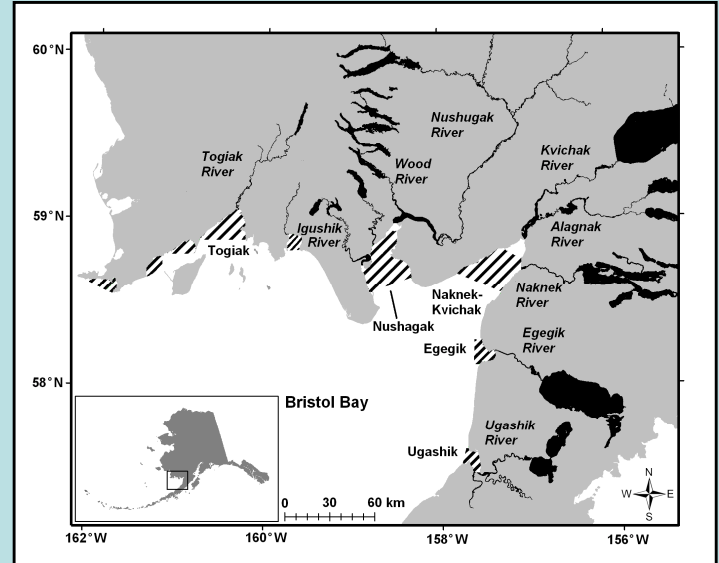 60°N
Nushugak
River
Togiak
River
Kvichak
River
Wood
River
59°N
Igushik
River
Alagnak
River
Togiak
Naknek
River
Naknek-
Kvichak
Nushagak
Egegik
River
Egegik
58°N
Bristol Bay
Ugashik
River
Ugashik
N
W E
S
0 30 60 km
162°W 160°W 158°W 156°W